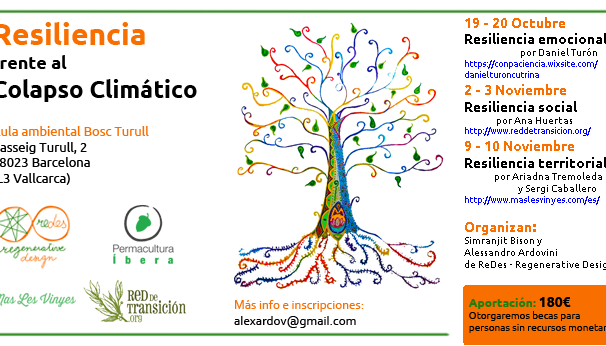 Resiliencia
rente al
Colapso Climático
ula ambiental Bosc Turull
asseig Turull, 2
8023 Barcelona
L3 Vallcarca)
redes
regenerative
design
Permacultura
Íbera
Mas Les Vinyes
RED DE
TRANSICIÓN
.org
Más info e inscripciones:
alexardov@gmail.com
19 - 20 Octubre
Resiliencia emocional
por Daniel Turón
https://conpaciencia.wixsite.com/
danielturoncutrina
2 - 3 Noviembre
Resiliencia social
por Ana Huertas
http://www.reddetransicion.org/
9 - 10 Noviembre
Resiliencia territorial
por Ariadna Tremoleda
y Sergi Caballero
http://www.maslesvinyes.com/es/
Organizan:
Simranjit Bison y
Alessandro Ardovini
de ReDes - Regenerative Desig
Aportación: 180€
Otorgaremos becas para
personas sin recursos monetar